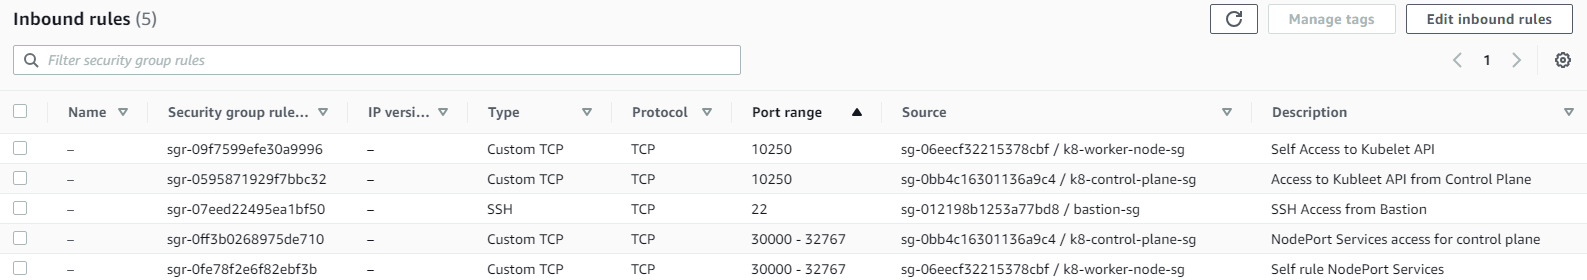 Inbound rules (5)
Manage tags
Edit inbound rules
Filter security group rules
1
Name Security group rule... IP versi... Type Protocol Port range Source Description
– sgr-09f7599efe30a9996 – Custom TCP TCP 10250 sg-06eecf32215378cbf / k8-worker-node-sg Self Access to Kubelet API
– sgr-0595871929f7bbc32 – Custom TCP TCP 10250 sg-0bb4c16301136a9c4 / k8-control-plane-sg Access to Kubleet API from Control Plane
– sgr-07eed22495ea1bf50 – SSH TCP 22 sg-012198b1253a77bd8 / bastion-sg SSH Access from Bastion
– sgr-0ff3b0268975de710 – Custom TCP TCP 30000 - 32767 sg-0bb4c16301136a9c4 / k8-control-plane-sg NodePort Services access for control plane
– sgr-0fe78f2e6f82ebf3b – Custom TCP TCP 30000 - 32767 sg-06eecf32215378cbf / k8-worker-node-sg Self rule NodePort Services